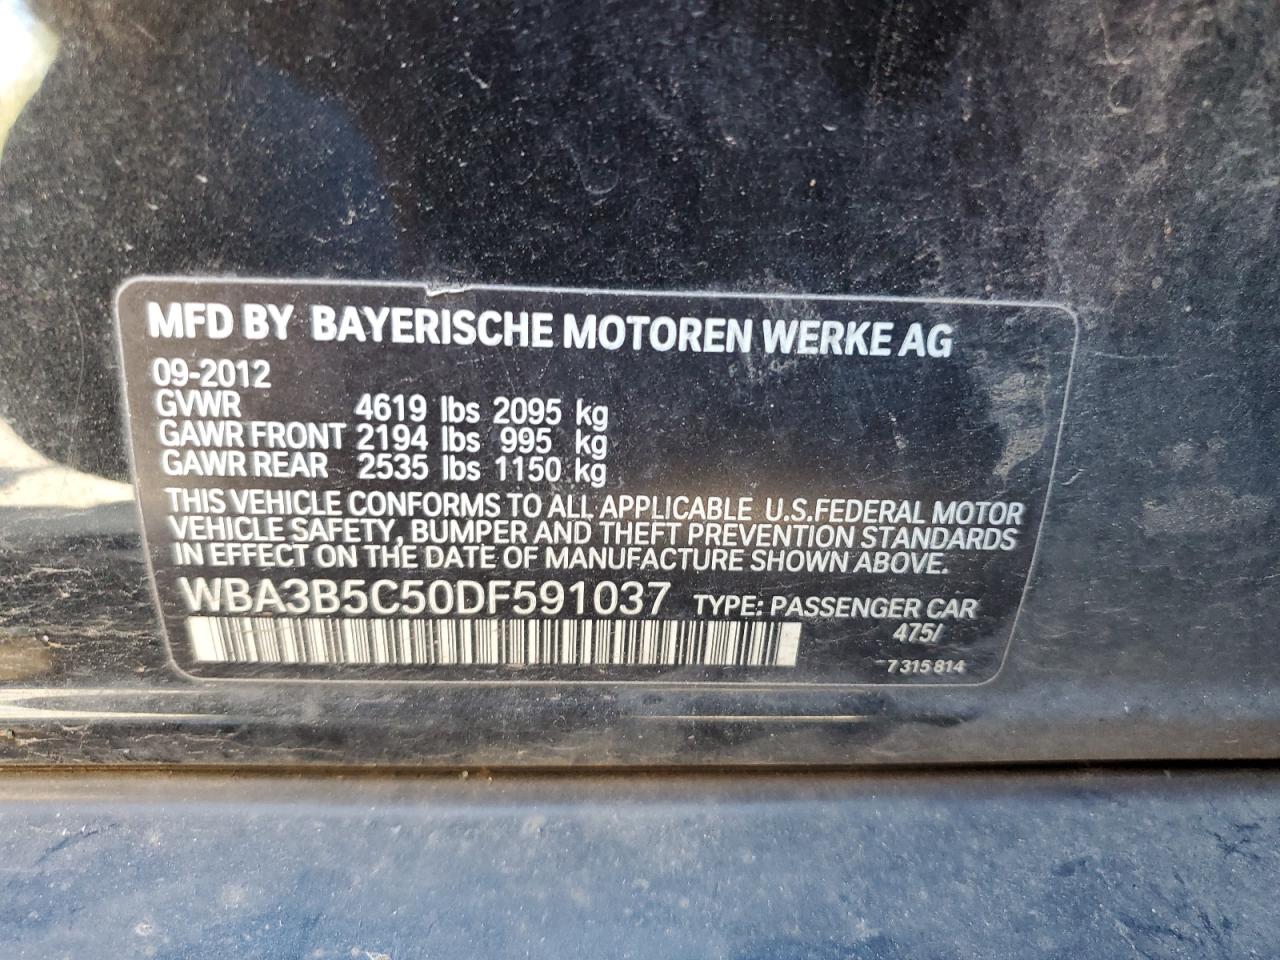 MFD BY BAYERISCHE MOTOREN WERKE AG
09-2012
GVWR 4619 lbs 2095 kg
GAWR FRONT 2194 lbs 995 kg
GAWR REAR 2535 lbs 1150 kg
THIS VEHICLE CONFORMS TO ALL APPLICABLE U.S.FEDERAL MOTOR
VEHICLE SAFETY, BUMPER AND THEFT PREVENTION STANDARDS
IN EFFECT ON THE DATE OF MANUFACTURE SHOWN ABOVE.
WBA3B5C50DF591037 TYPE: PASSENGER CAR
475/
7 315 814